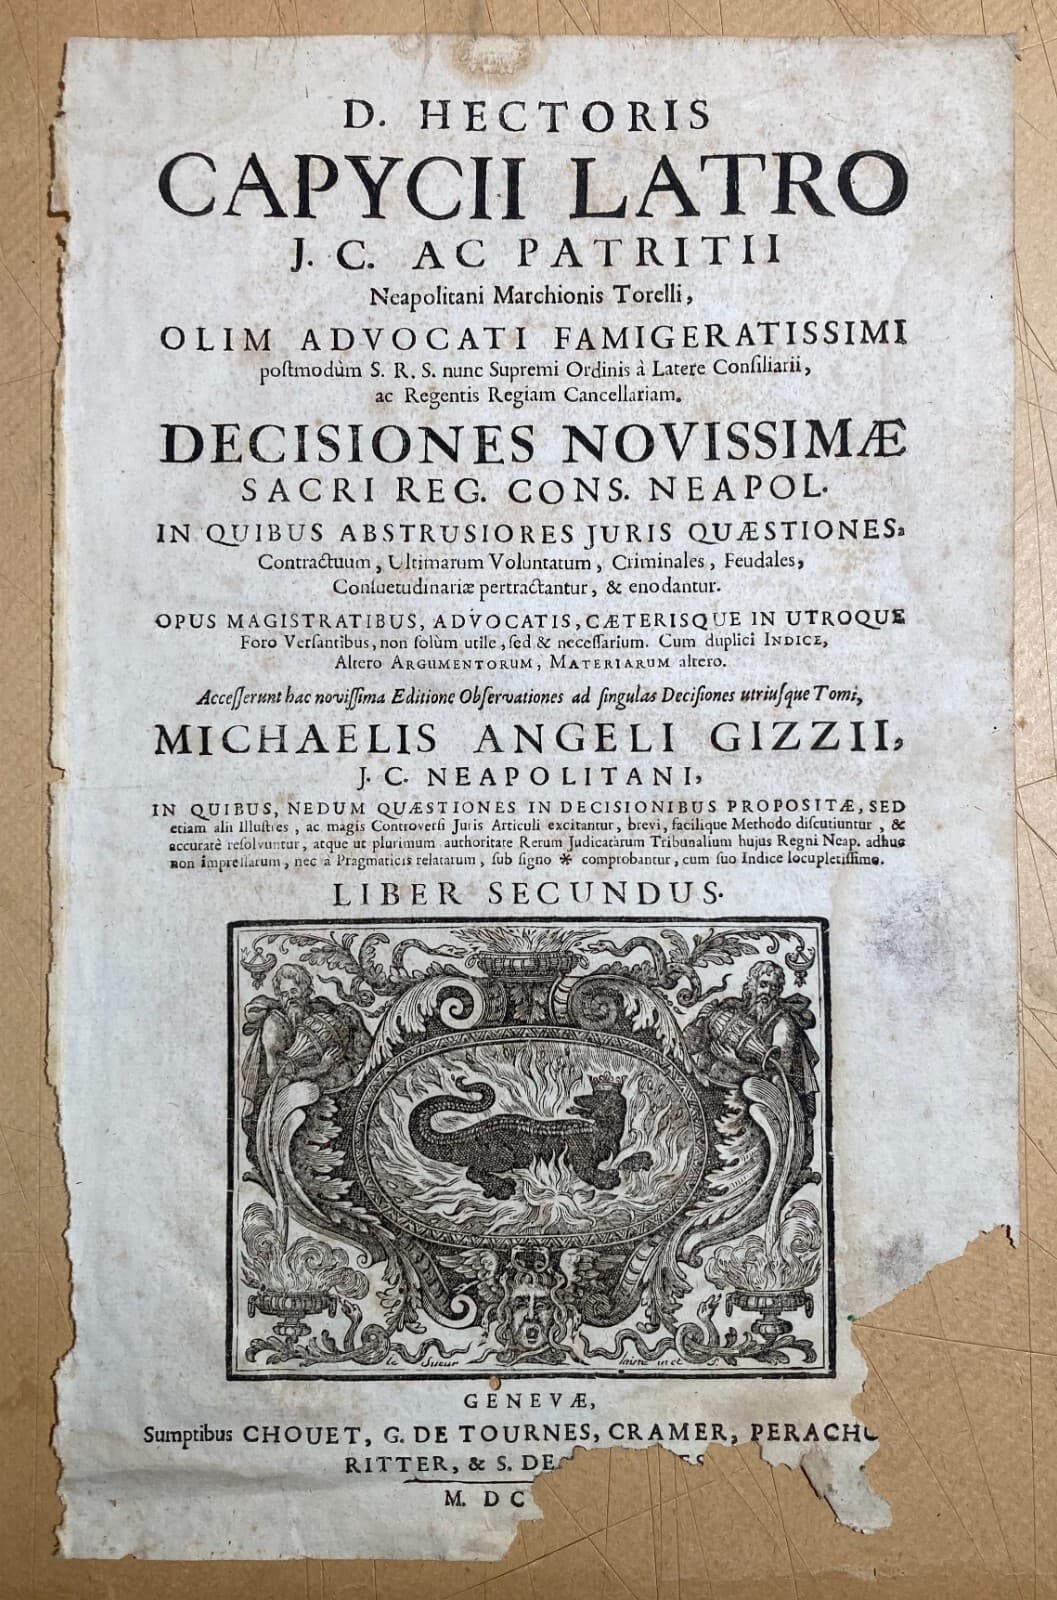 D. HECTORIS
CAPYCII LATRO
J. C. AC PATRITII
Neapolitani Marchionis Torelli,
OLIM ADVOCATI FAMIGERATISSIMI
poſtmodùm S. R. S. nunc Supremi Ordinis à Latere Conſiliarii,
ac Regentis Regiam Cancellariam.
DECISIONES NOVISSIMÆ
SACRI REG. CONS. NEAPOL.
IN QUIBUS ABSTRUSIORES JURIS QUÆSTIONES,
Contractuum, Ultimarum Voluntatum, Criminales, Feudales,
Conſuetudinariæ pertractantur, & enodantur.
OPUS MAGISTRATIBUS, ADVOCATIS, CÆTERISQUE IN UTROQUE
Foro Verſantibus, non ſolùm utile, ſed & neceſſarium. Cum duplici INDICE,
Altero ARGUMENTORUM, MATERIARUM altero.
Acceſſerunt hac noviſſima Editione Obſervationes ad ſingulas Deciſiones utriuſque Tomi,
MICHAELIS ANGELI GIZZII,
J. C. NEAPOLITANI,
IN QUIBUS, NEDUM QUÆSTIONES IN DECISIONIBUS PROPOSITÆ, SED
etiam alii Illuſtres, ac magis Controverſi Juris Articuli excitantur, brevi, facilique Methodo diſcutiuntur, &
accuratè reſolvuntur, atque ut plurimum authoritate Rerum Judicatarum Tribunalium hujus Regni Neap. adhuc
non impreſſarum, nec à Pragmaticis relatarum, ſub ſigno * comprobantur, cum ſuo Indice locupletiſſimo.
LIBER SECUNDUS.
le Sueur
GENEVÆ,
Sumptibus CHOUET, G. DE TOURNES, CRAMER, PERACHO
RITTER, & S. DE
M. DC